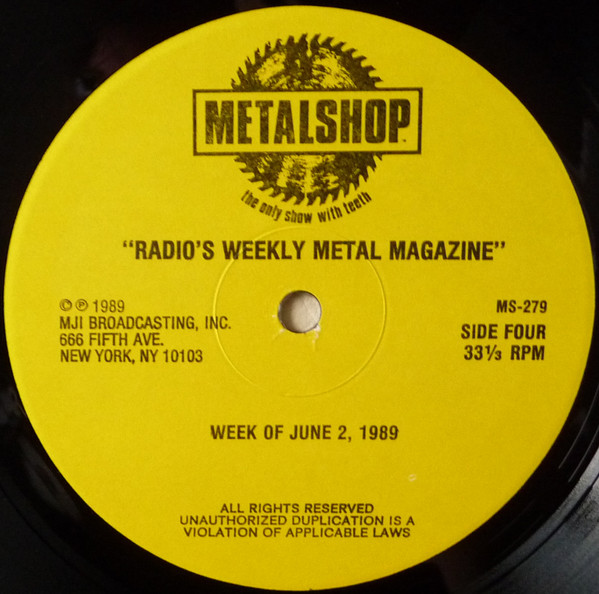 METALSHOP™
the only show with teeth
"RADIO'S WEEKLY METAL MAGAZINE"
© ℗ 1989
MJI BROADCASTING, INC.
666 FIFTH AVE.
NEW YORK, NY 10103
MS-279
SIDE FOUR
33⅓ RPM
WEEK OF JUNE 2, 1989
ALL RIGHTS RESERVED
UNAUTHORIZED DUPLICATION IS A
VIOLATION OF APPLICABLE LAWS